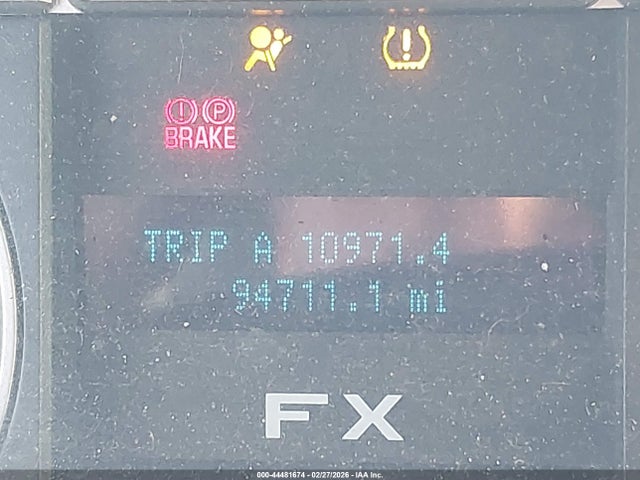 (!) (P)
BRAKE
TRIP A 10971.4
94711.1 mi
FX
000-44481674 - 02/27/2026 - IAA Inc.